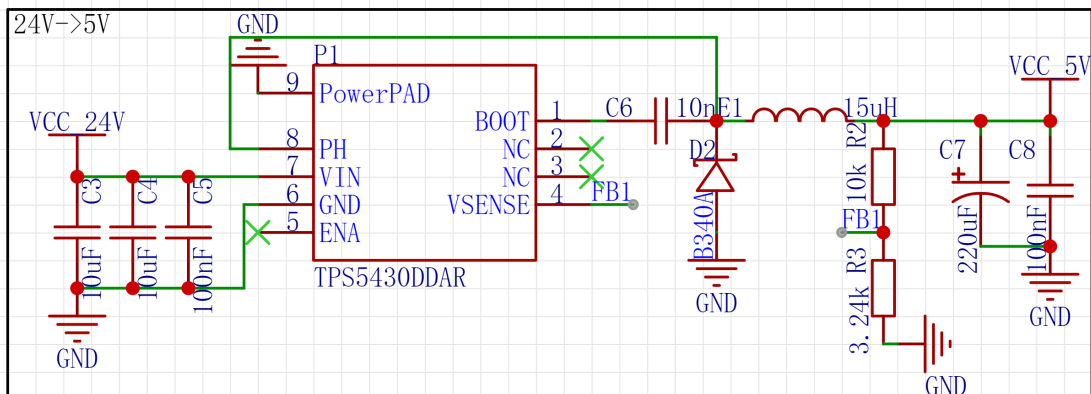 24V->5V
GND
P1
9
PowerPAD
VCC_24V
8
PH
7
VIN
6
GND
5
ENA
BOOT
1
NC
2
NC
3
VSENSE
4
FB1
TPS5430DDAR
C3
10uF
C4
10uF
C5
100nF
GND
C6
10nF
E1
15uH
D2
B340A
GND
R2
10k
FB1
R3
3.24k
GND
VCC_5V
C7
220uF
C8
100nF
GND